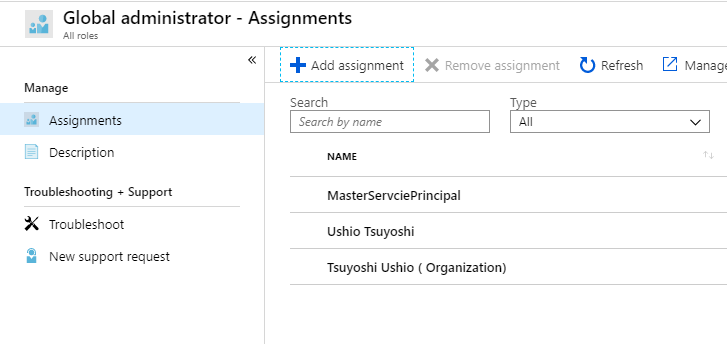 Global administrator - Assignments
All roles
«
Manage
Assignments
Description
Troubleshooting + Support
Troubleshoot
New support request
Add assignment Remove assignment Refresh Manage
Search Type
Search by name All
NAME
MasterServciePrincipal
Ushio Tsuyoshi
Tsuyoshi Ushio ( Organization)